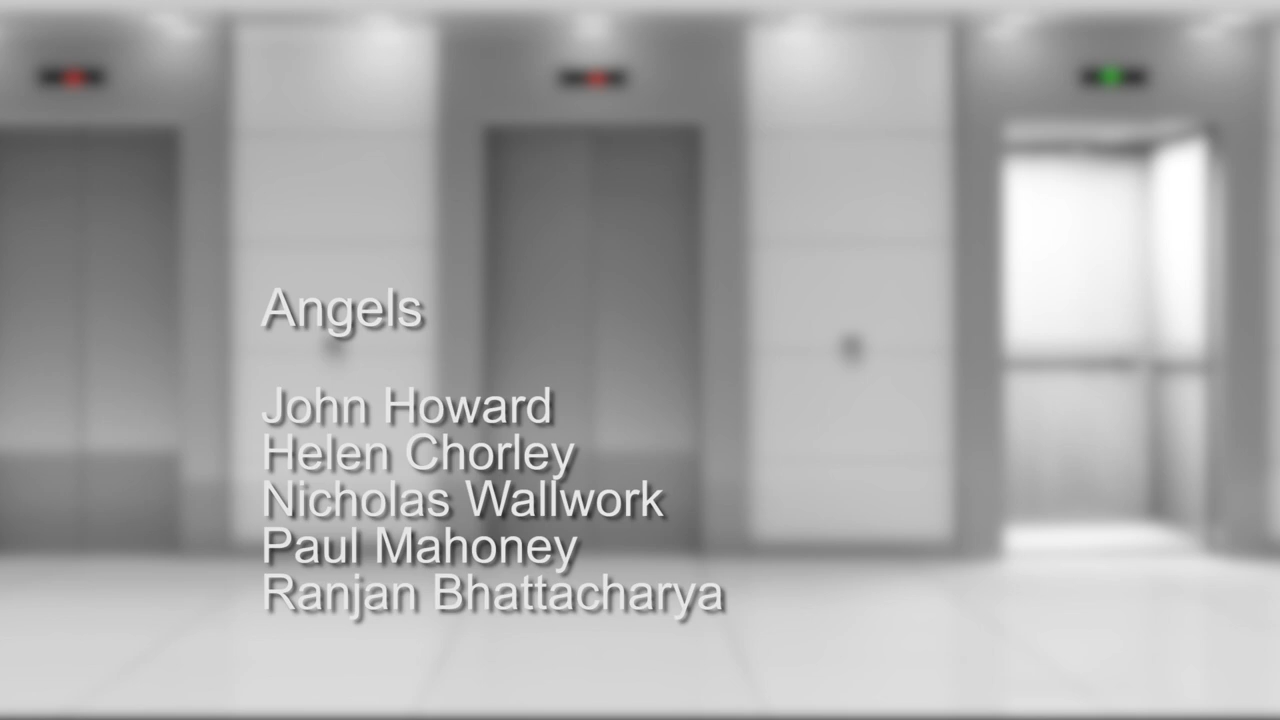 Angels
John Howard
Helen Chorley
Nicholas Wallwork
Paul Mahoney
Ranjan Bhattacharya